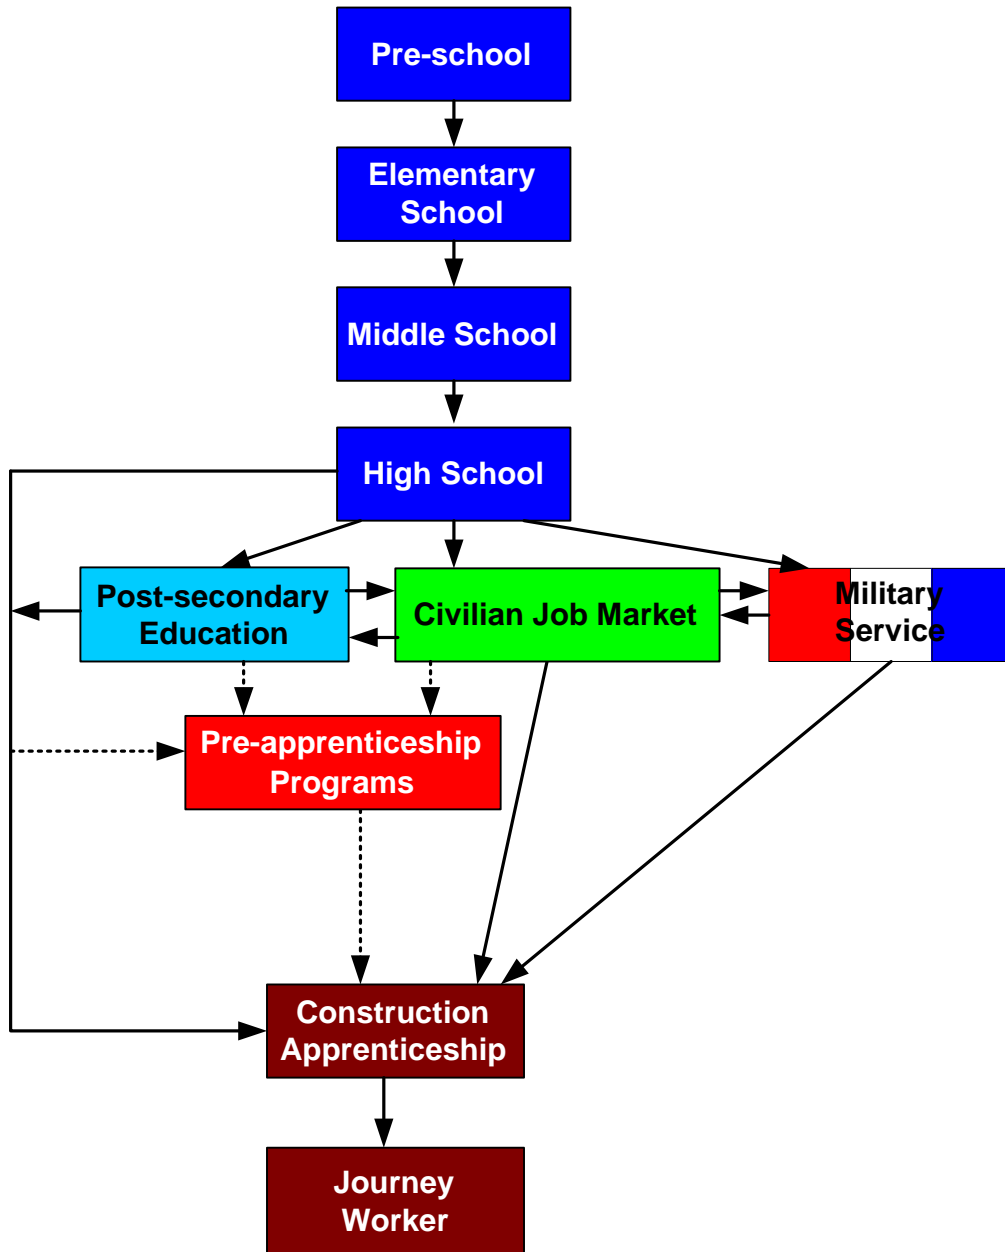 Pre-school
Elementary
School
Middle School
High School
Post-secondary
Education
Civilian Job Market
Military
Service
Pre-apprenticeship
Programs
Construction
Apprenticeship
Journey
Worker